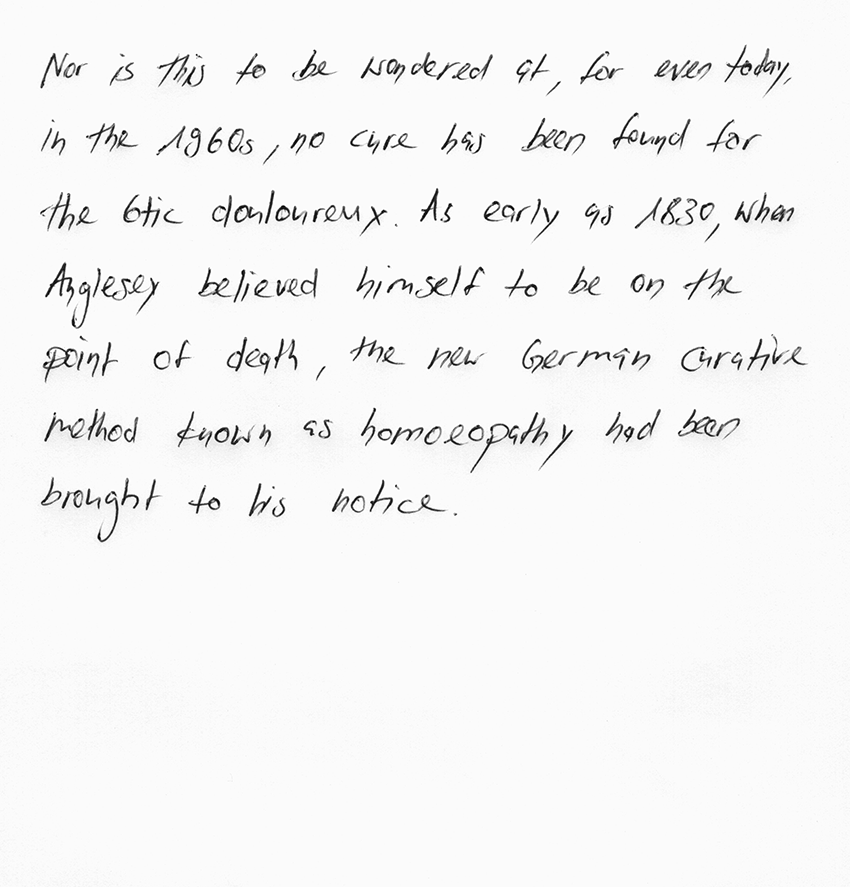 Nor is this to be wondered at, for even today,
in the 1960s, no cure has been found for
the 6tic douloureux. As early as 1830, when
Anglesey believed himself to be on the
point of death, the new German curative
method known as homoeopathy had been
brought to his notice.